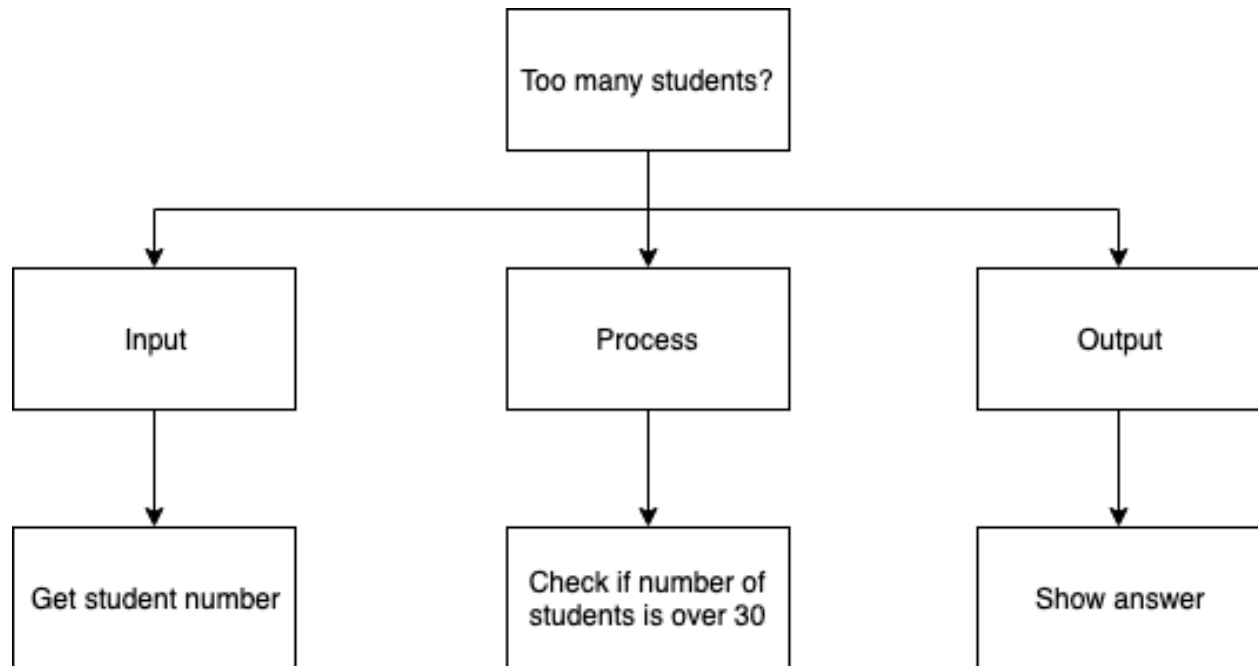 Too many students?
Input
Process
Output
Get student number
Check if number of
students is over 30
Show answer